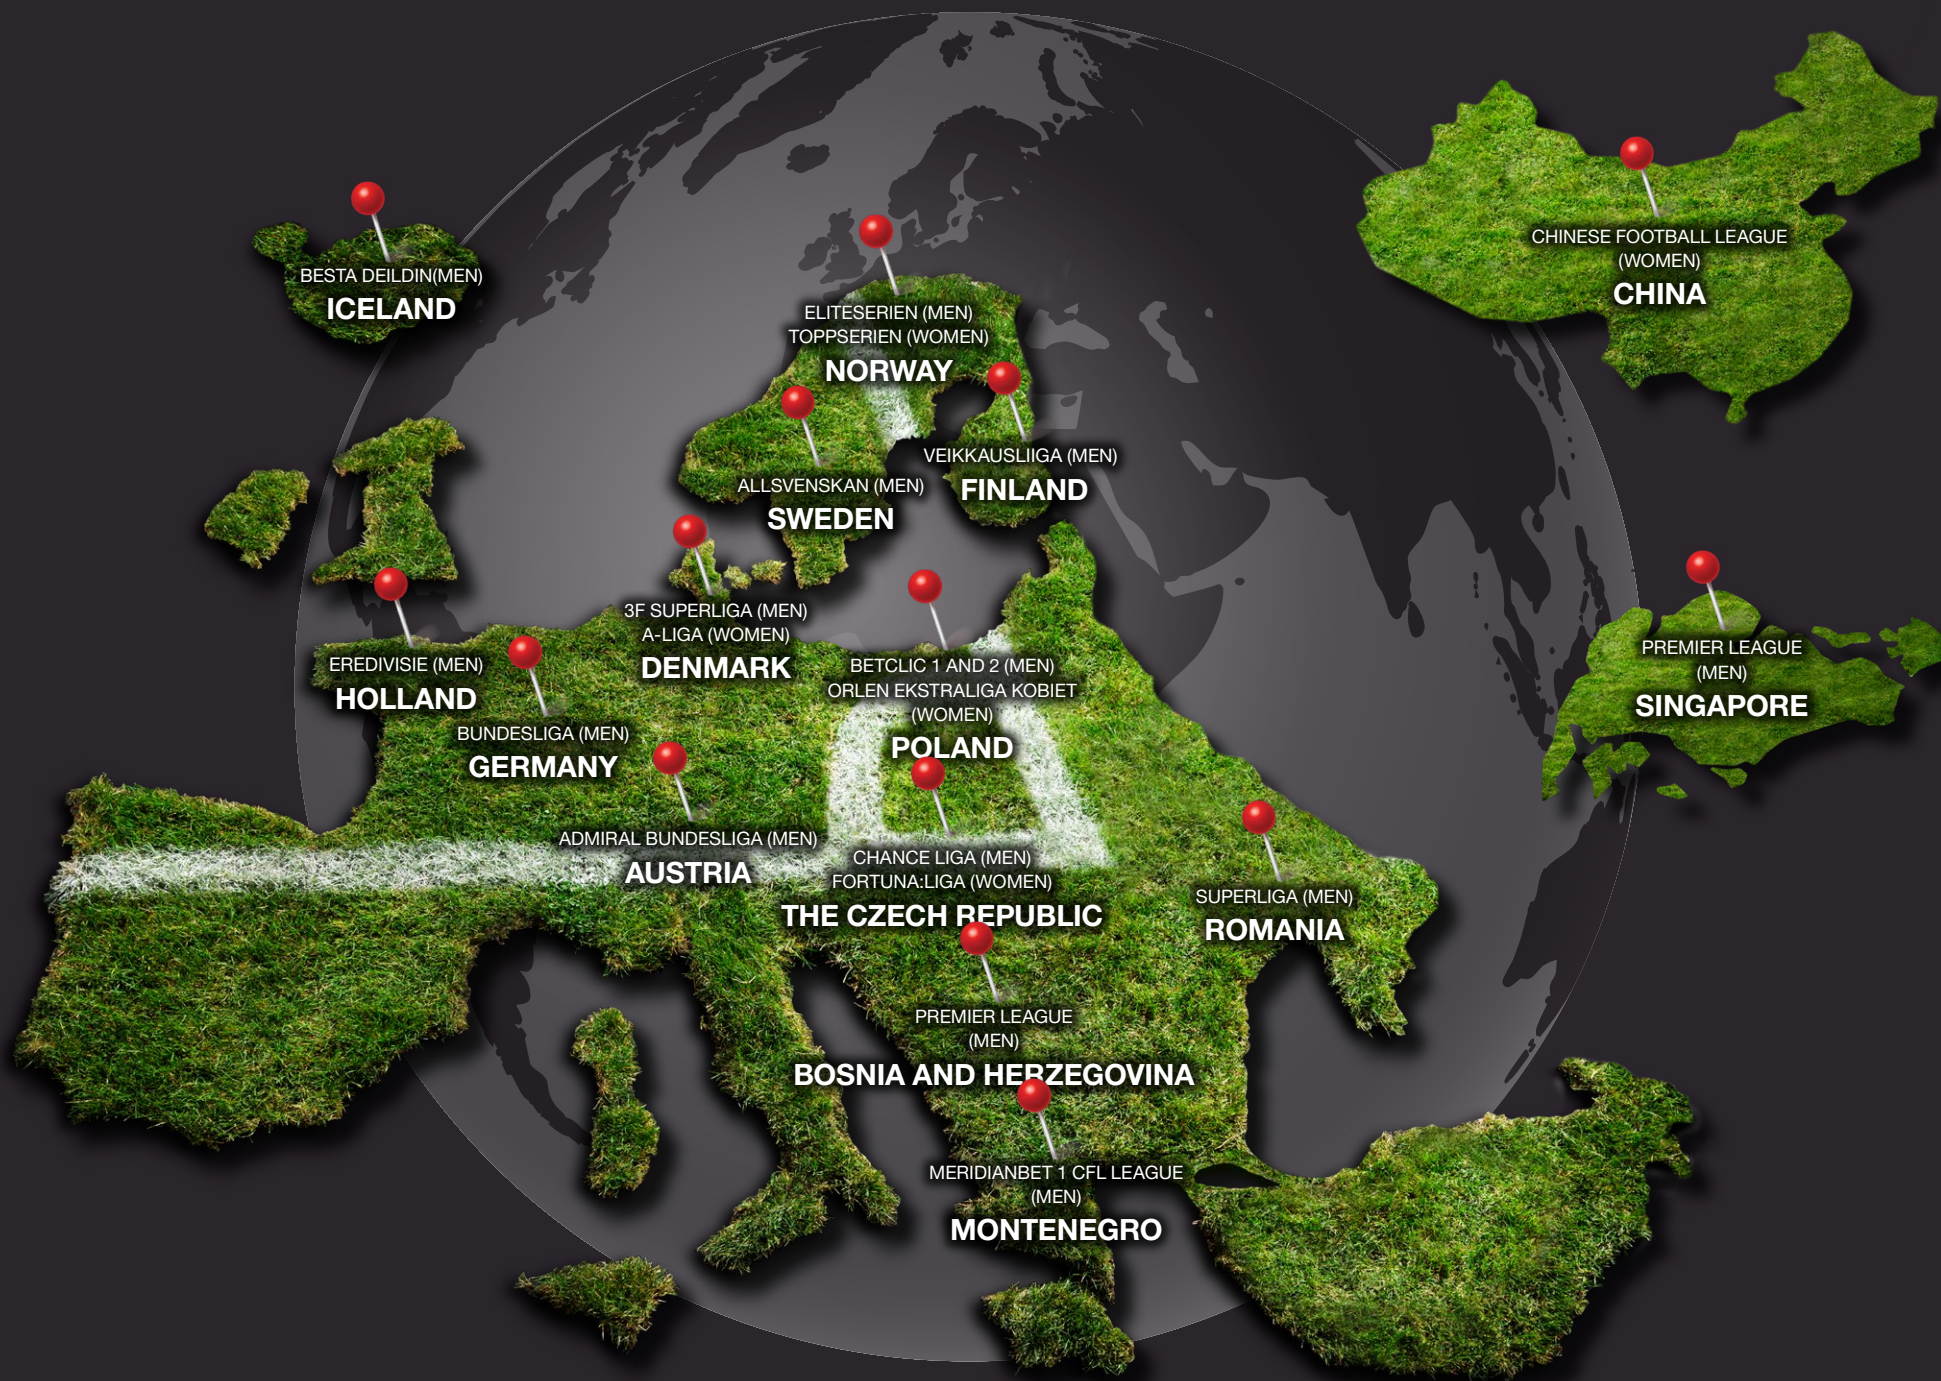 BESTA DEILDIN(MEN)
ICELAND
CHINESE FOOTBALL LEAGUE
(WOMEN)
CHINA
ELITESERIEN (MEN)
TOPPSERIEN (WOMEN)
NORWAY
VEIKKAUSLIIGA (MEN)
FINLAND
ALLSVENSKAN (MEN)
SWEDEN
3F SUPERLIGA (MEN)
A-LIGA (WOMEN)
DENMARK
EREDIVISIE (MEN)
HOLLAND
BETCLIC 1 AND 2 (MEN)
ORLEN EKSTRALIGA KOBIET
(WOMEN)
POLAND
PREMIER LEAGUE
(MEN)
SINGAPORE
BUNDESLIGA (MEN)
GERMANY
ADMIRAL BUNDESLIGA (MEN)
AUSTRIA
CHANCE LIGA (MEN)
FORTUNA:LIGA (WOMEN)
THE CZECH REPUBLIC
SUPERLIGA (MEN)
ROMANIA
PREMIER LEAGUE
(MEN)
BOSNIA AND HERZEGOVINA
MERIDIANBET 1 CFL LEAGUE
(MEN)
MONTENEGRO